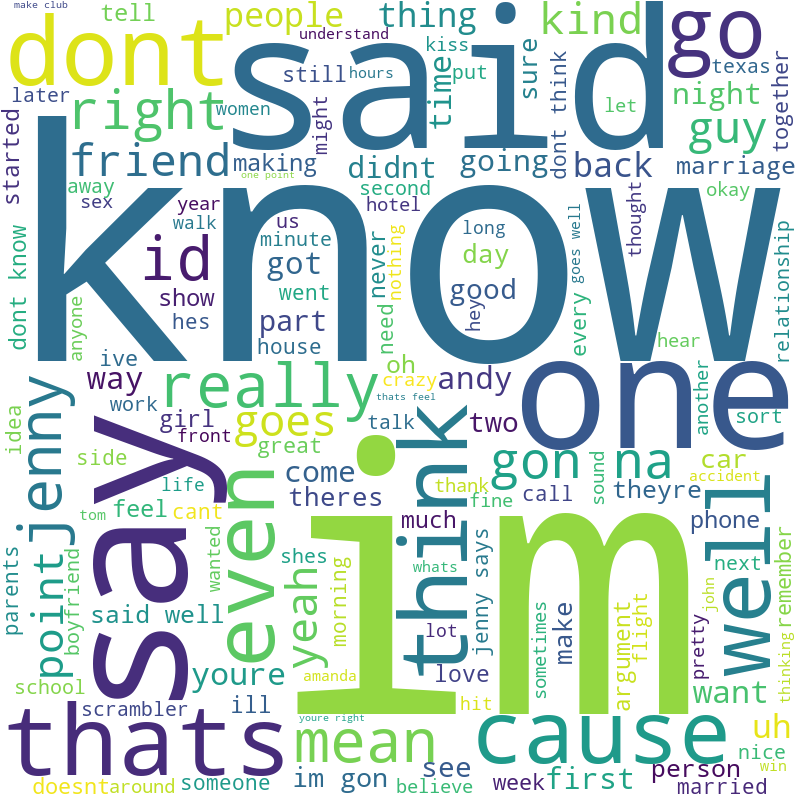 make club
tell
people
thing
kind
go
dont
said
understand
kiss
sure
still
hours
put
texas
later
right
women
might
time
dont think
let
night
together
started
friend
making
didnt
going
back
guy
marriage
one point
away
sex
year
second
hotel
okay
know
walk
us
never
nothing
long
goes well
thought
id
minute
got
day
every
relationship
dont know
show
went
good
hey
anyone
hes
part
need
house
hear
ive
oh
one
another
way
really
crazy
andy
work
thats feel
sort
idea
jenny
girl
goes
talk
two
front
great
say
i
think
gon na
car
side
even
come
sound
accident
life
theres
thank
call
theyre
well
tom
feel
cant
fine
much
phone
parents
point
boyfriend
wanted
yeah
shes
morning
whats
jenny says
im
next
remember
said well
lot
sometimes
make
argument
flight
pretty
john
youre
amanda
love
want
thinking
school
scrambler
ill
hit
youre right
thats
mean
cause
uh
nice
doesnt
around
someone
im gon
see
believe
week
first
person
married
win